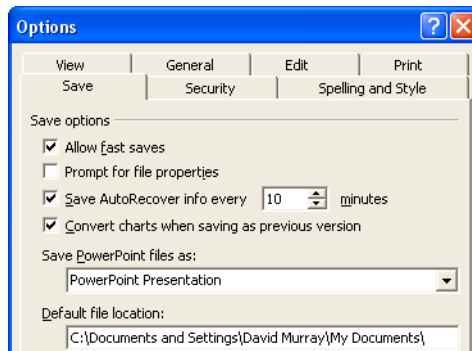 Options
View General Edit Print
Save Security Spelling and Style
Save options
Allow fast saves
Prompt for file properties
Save AutoRecover info every 10 minutes
Convert charts when saving as previous version
Save PowerPoint files as:
PowerPoint Presentation
Default file location:
C:\Documents and Settings\David Murray\My Documents\